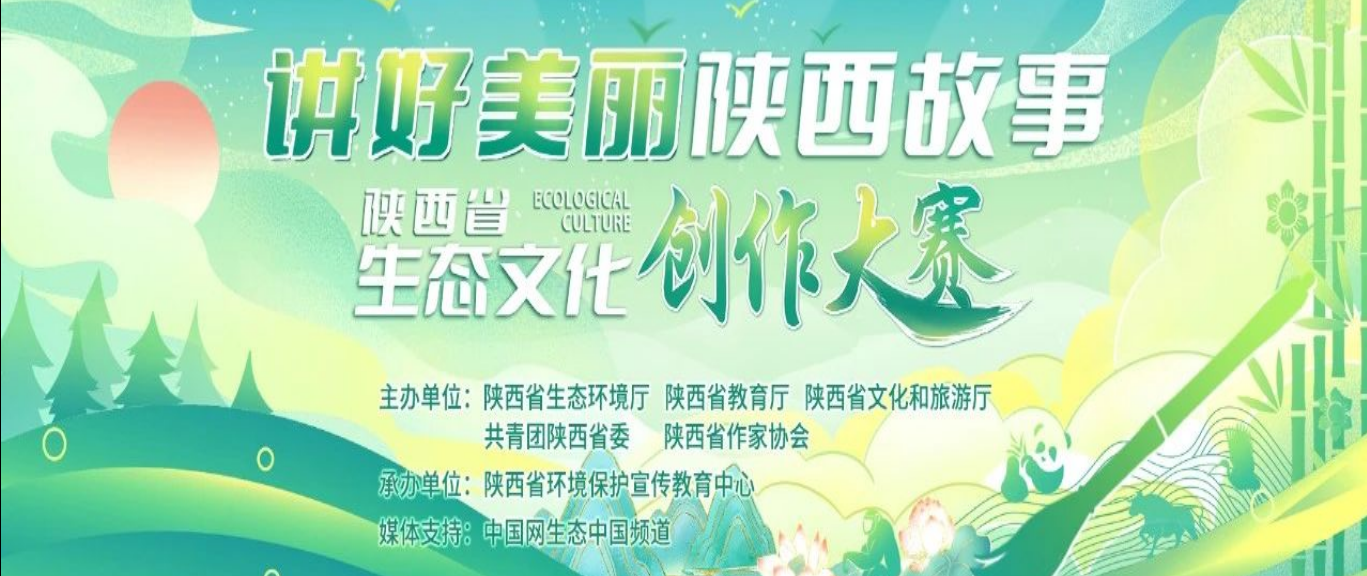 讲好美丽陕西故事
陕西省
ECOLOGICAL
CULTURE
生态文化
创作大赛
主办单位：陕西省生态环境厅 陕西省教育厅 陕西省文化和旅游厅
共青团陕西省委 陕西省作家协会
承办单位：陕西省环境保护宣传教育中心
媒体支持：中国网生态中国频道